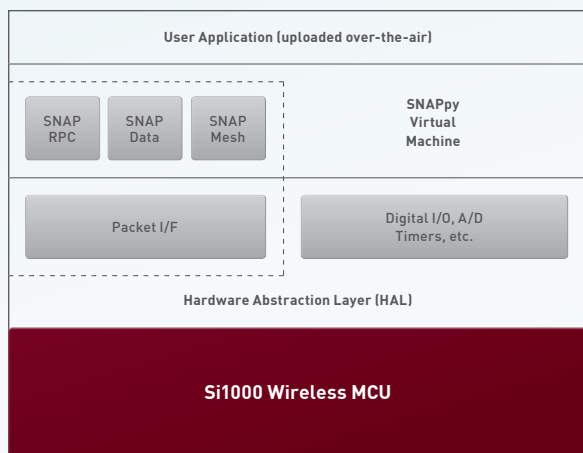 User Application (uploaded over-the-air)
SNAP
RPC
SNAP
Data
SNAP
Mesh
SNAPpy
Virtual
Machine
Packet I/F
Digital I/O, A/D
Timers, etc.
Hardware Abstraction Layer (HAL)
Si1000 Wireless MCU